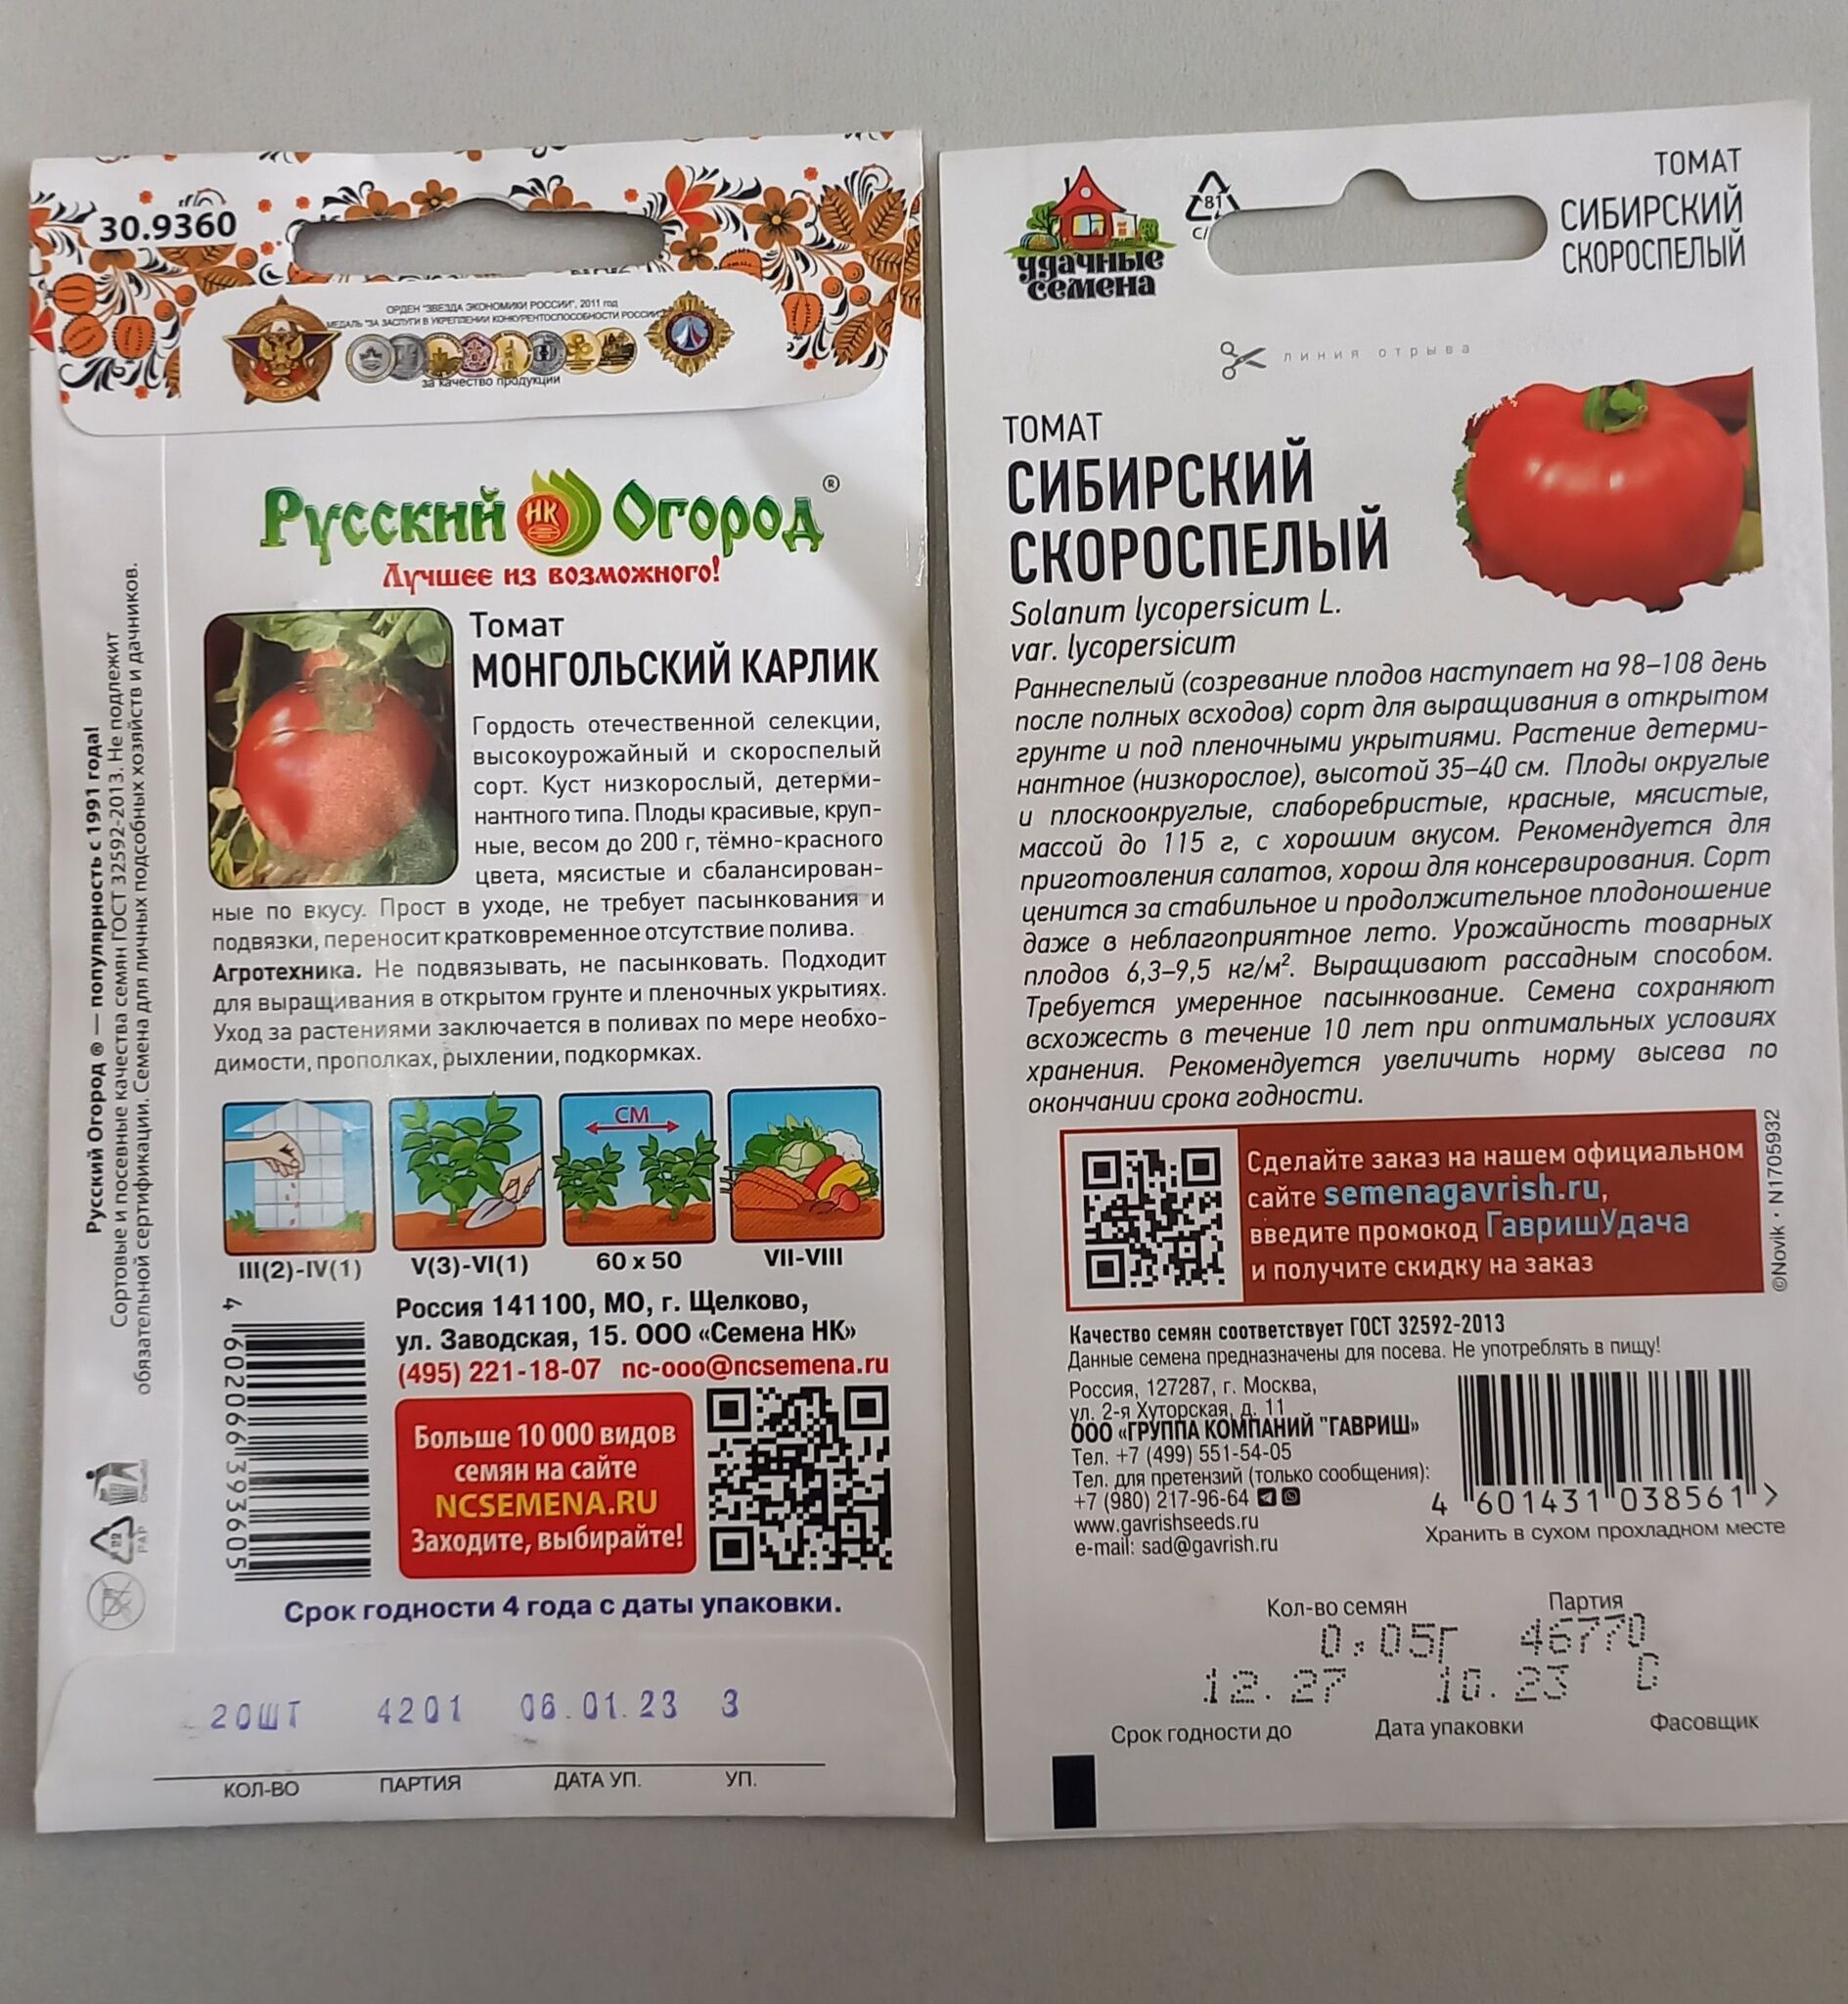 30.9360
ОРДЕН "ЗВЕЗДА ЭКОНОМИКИ РОССИИ", 2011 год
МЕДАЛЬ "ЗА ЗАСЛУГИ В УКРЕПЛЕНИИ КОНКУРЕНТОСПОСОБНОСТИ РОССИИ"
за качество продукции
Русский НК Огород ®
Лучшее из возможного!
Томат
МОНГОЛЬСКИЙ КАРЛИК
Гордость отечественной селекции,
высокоурожайный и скороспелый
сорт. Куст низкорослый, детерми-
нантного типа. Плоды красивые, круп-
ные, весом до 200 г, тёмно-красного
цвета, мясистые и сбалансирован-
ные по вкусу. Прост в уходе, не требует пасынкования и
подвязки, переносит кратковременное отсутствие полива.
Агротехника. Не подвязывать, не пасынковать. Подходит
для выращивания в открытом грунте и пленочных укрытиях.
Уход за растениями заключается в поливах по мере необхо-
димости, прополках, рыхлении, подкормках.
СМ
III(2)-IV(1) V(3)-VI(1) 60 x 50 VII-VIII
Россия 141100, МО, г. Щелково,
ул. Заводская, 15. ООО «Семена НК»
(495) 221-18-07 nc-ooo@ncsemena.ru
4 602066 393605
Больше 10 000 видов
семян на сайте
NCSEMENA.RU
Заходите, выбирайте!
Срок годности 4 года с даты упаковки.
20ШТ 4201 06.01.23 3
КОЛ-ВО ПАРТИЯ ДАТА УП. УП.
Русский Огород ® — популярность с 1991 года!
Сортовые и посевные качества семян ГОСТ 32592-2013. Не подлежит
обязательной сертификации. Семена для личных подсобных хозяйств и дачников.
PAP
удачные
семена
81
C/
ТОМАТ
СИБИРСКИЙ
СКОРОСПЕЛЫЙ
линия отрыва
ТОМАТ
СИБИРСКИЙ
СКОРОСПЕЛЫЙ
Solanum lycopersicum L.
var. lycopersicum
Раннеспелый (созревание плодов наступает на 98–108 день
после полных всходов) сорт для выращивания в открытом
грунте и под пленочными укрытиями. Растение детерми-
нантное (низкорослое), высотой 35–40 см. Плоды округлые
и плоскоокруглые, слаборебристые, красные, мясистые,
массой до 115 г, с хорошим вкусом. Рекомендуется для
приготовления салатов, хорош для консервирования. Сорт
ценится за стабильное и продолжительное плодоношение
даже в неблагоприятное лето. Урожайность товарных
плодов 6,3–9,5 кг/м². Выращивают рассадным способом.
Требуется умеренное пасынкование. Семена сохраняют
всхожесть в течение 10 лет при оптимальных условиях
хранения. Рекомендуется увеличить норму высева по
окончании срока годности.
Сделайте заказ на нашем официальном
сайте semenagavrish.ru,
введите промокод ГавришУдача
и получите скидку на заказ
©Novik • N1705932
Качество семян соответствует ГОСТ 32592-2013
Данные семена предназначены для посева. Не употреблять в пищу!
Россия, 127287, г. Москва,
ул. 2-я Хуторская, д. 11
ООО «ГРУППА КОМПАНИЙ "ГАВРИШ»
Тел. +7 (499) 551-54-05
Тел. для претензий (только сообщения):
+7 (980) 217-96-64
www.gavrishseeds.ru
e-mail: sad@gavrish.ru
4 601431 038561 >
Хранить в сухом прохладном месте
Кол-во семян Партия
0,05г 46770
12.27 10.23 С
Срок годности до Дата упаковки Фасовщик